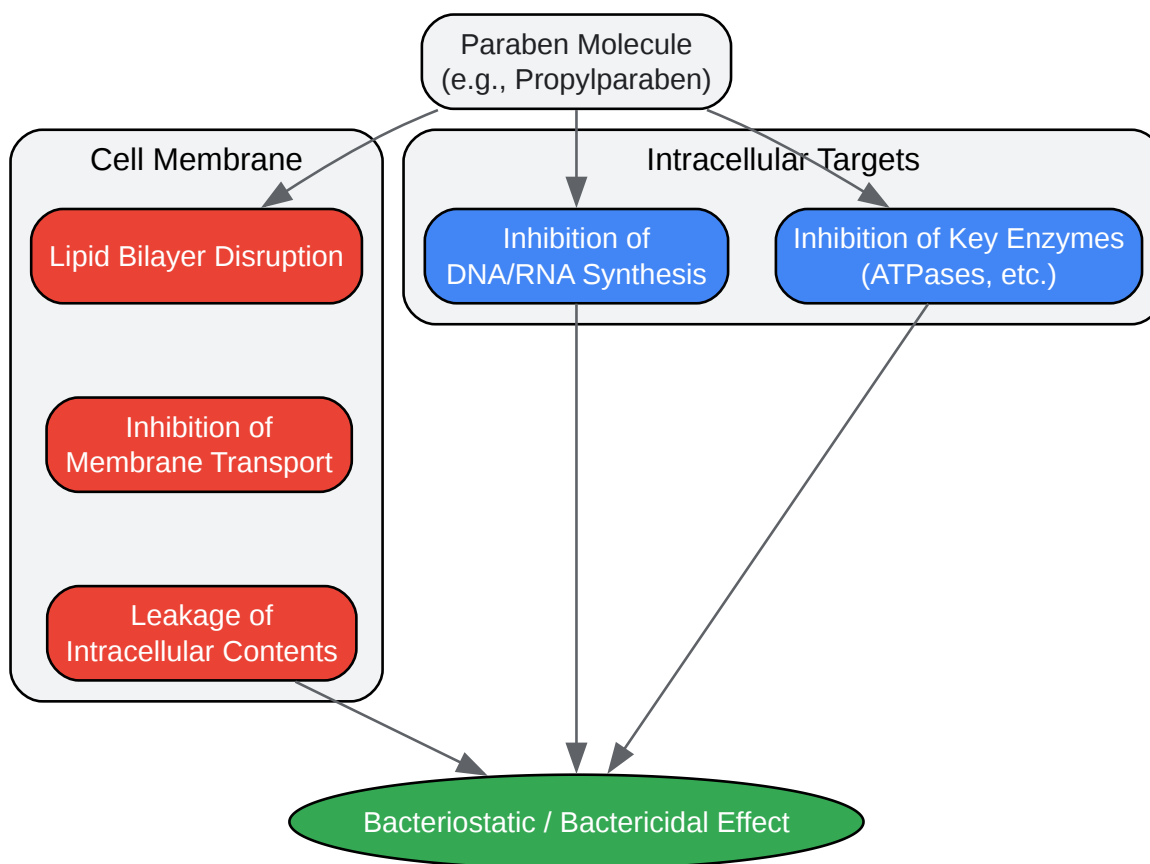 Paraben Molecule
(e.g., Propylparaben)
Cell Membrane
Lipid Bilayer Disruption
Inhibition of
Membrane Transport
Leakage of
Intracellular Contents
Intracellular Targets
Inhibition of
DNA/RNA Synthesis
Inhibition of Key Enzymes
(ATPases, etc.)
Bacteriostatic / Bactericidal Effect